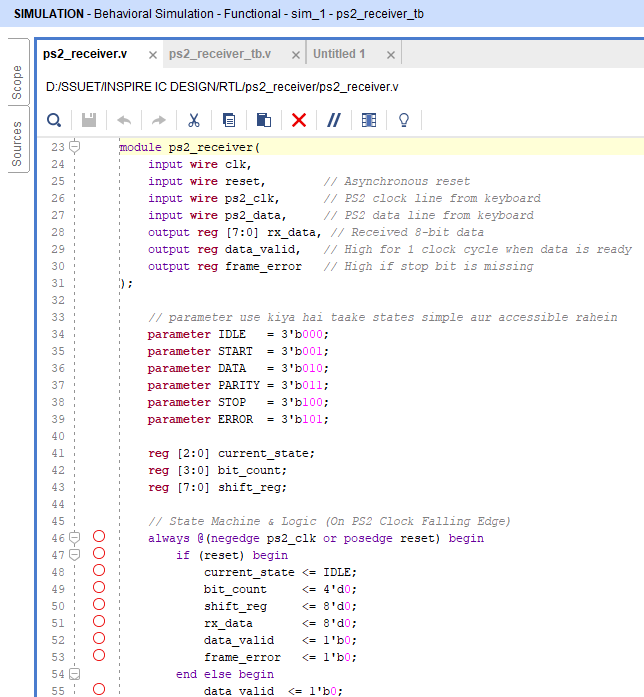 SIMULATION - Behavioral Simulation - Functional - sim_1 - ps2_receiver_tb
Scope
Sources
ps2_receiver.v × ps2_receiver_tb.v × Untitled 1 ×
D:/SSUET/INSPIRE IC DESIGN/RTL/ps2_receiver/ps2_receiver.v
23 module ps2_receiver(
24 input wire clk,
25 input wire reset, // Asynchronous reset
26 input wire ps2_clk, // PS2 clock line from keyboard
27 input wire ps2_data, // PS2 data line from keyboard
28 output reg [7:0] rx_data, // Received 8-bit data
29 output reg data_valid, // High for 1 clock cycle when data is ready
30 output reg frame_error // High if stop bit is missing
31 );
32
33 // parameter use kiya hai taake states simple aur accessible rahein
34 parameter IDLE = 3'b000;
35 parameter START = 3'b001;
36 parameter DATA = 3'b010;
37 parameter PARITY = 3'b011;
38 parameter STOP = 3'b100;
39 parameter ERROR = 3'b101;
40
41 reg [2:0] current_state;
42 reg [3:0] bit_count;
43 reg [7:0] shift_reg;
44
45 // State Machine & Logic (On PS2 Clock Falling Edge)
46 always @(negedge ps2_clk or posedge reset) begin
47 if (reset) begin
48 current_state <= IDLE;
49 bit_count <= 4'd0;
50 shift_reg <= 8'd0;
51 rx_data <= 8'd0;
52 data_valid <= 1'b0;
53 frame_error <= 1'b0;
54 end else begin
55 data_valid <= 1'b0;